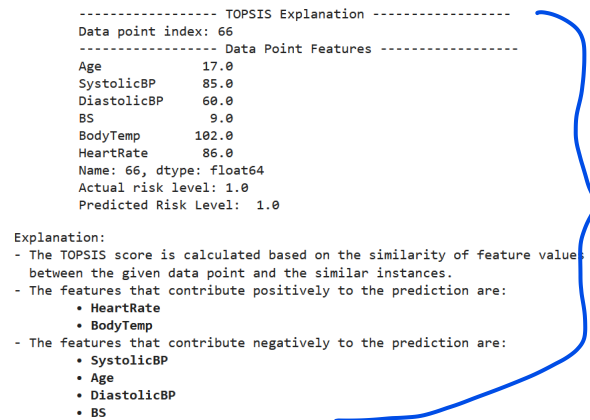 ----------------- TOPSIS Explanation -----------------
Data point index: 66
----------------- Data Point Features -----------------
Age 17.0
SystolicBP 85.0
DiastolicBP 60.0
BS 9.0
BodyTemp 102.0
HeartRate 86.0
Name: 66, dtype: float64
Actual risk level: 1.0
Predicted Risk Level: 1.0
Explanation:
- The TOPSIS score is calculated based on the similarity of feature values
between the given data point and the similar instances.
- The features that contribute positively to the prediction are:
• HeartRate
• BodyTemp
- The features that contribute negatively to the prediction are:
• SystolicBP
• Age
• DiastolicBP
• BS